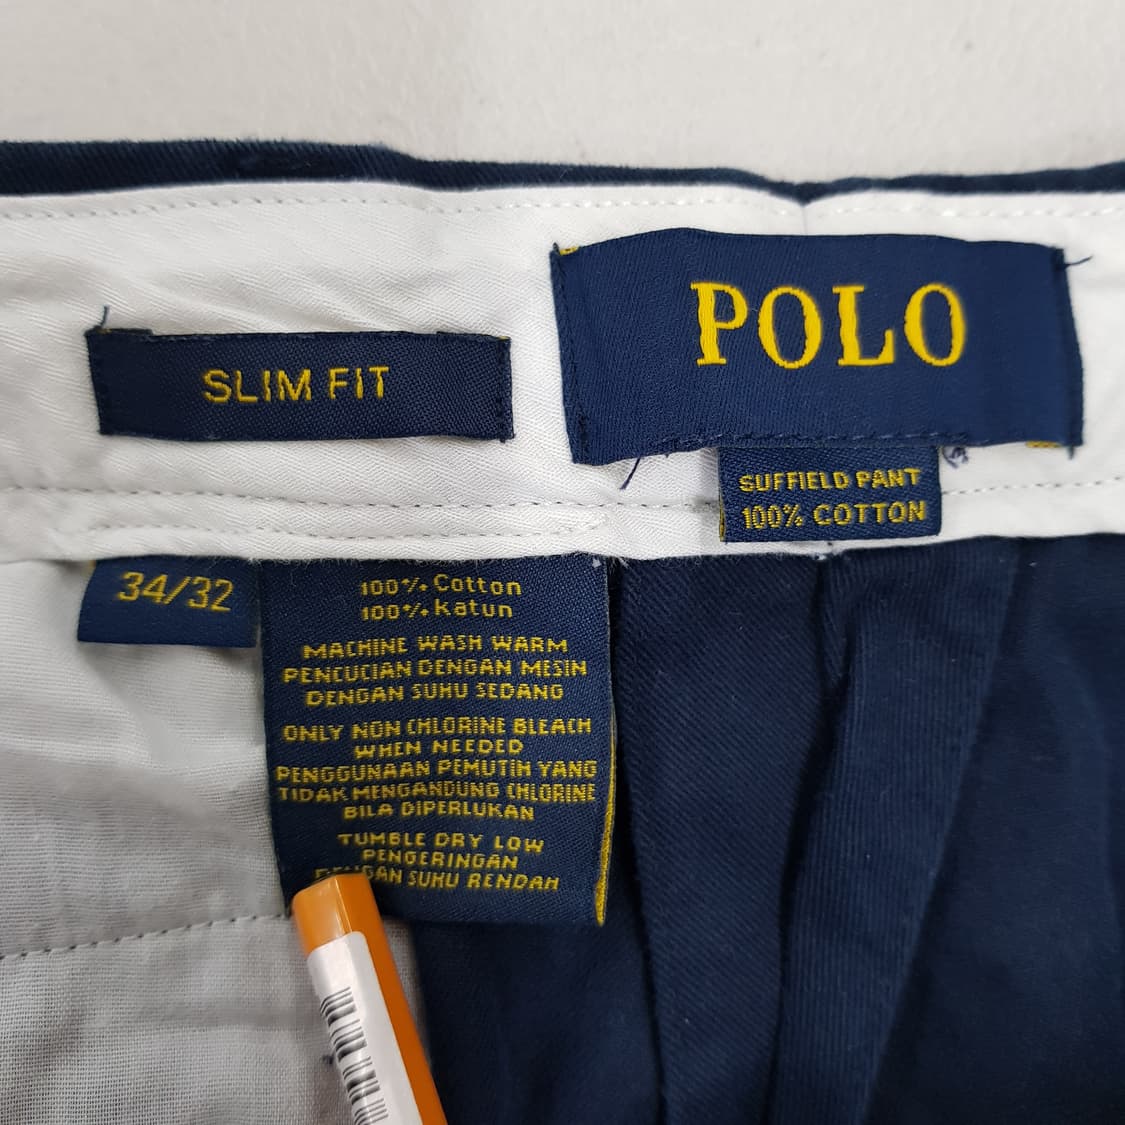 POLO
SLIM FIT
SUFFIELD PANT
100% COTTON
34/32
100% Cotton
100% Katun
MACHINE WASH WARM
PENCUCIAN DENGAN MESIN
DENGAN SUHU SEDANG
ONLY NON CHLORINE BLEACH
WHEN NEEDED
PENGGUNAAN PEMUTIH YANG
TIDAK MENGANDUNG CHLORINE
BILA DIPERLUKAN
TUMBLE DRY LOW
PENGERINGAN
DENGAN SUHU RENDAH